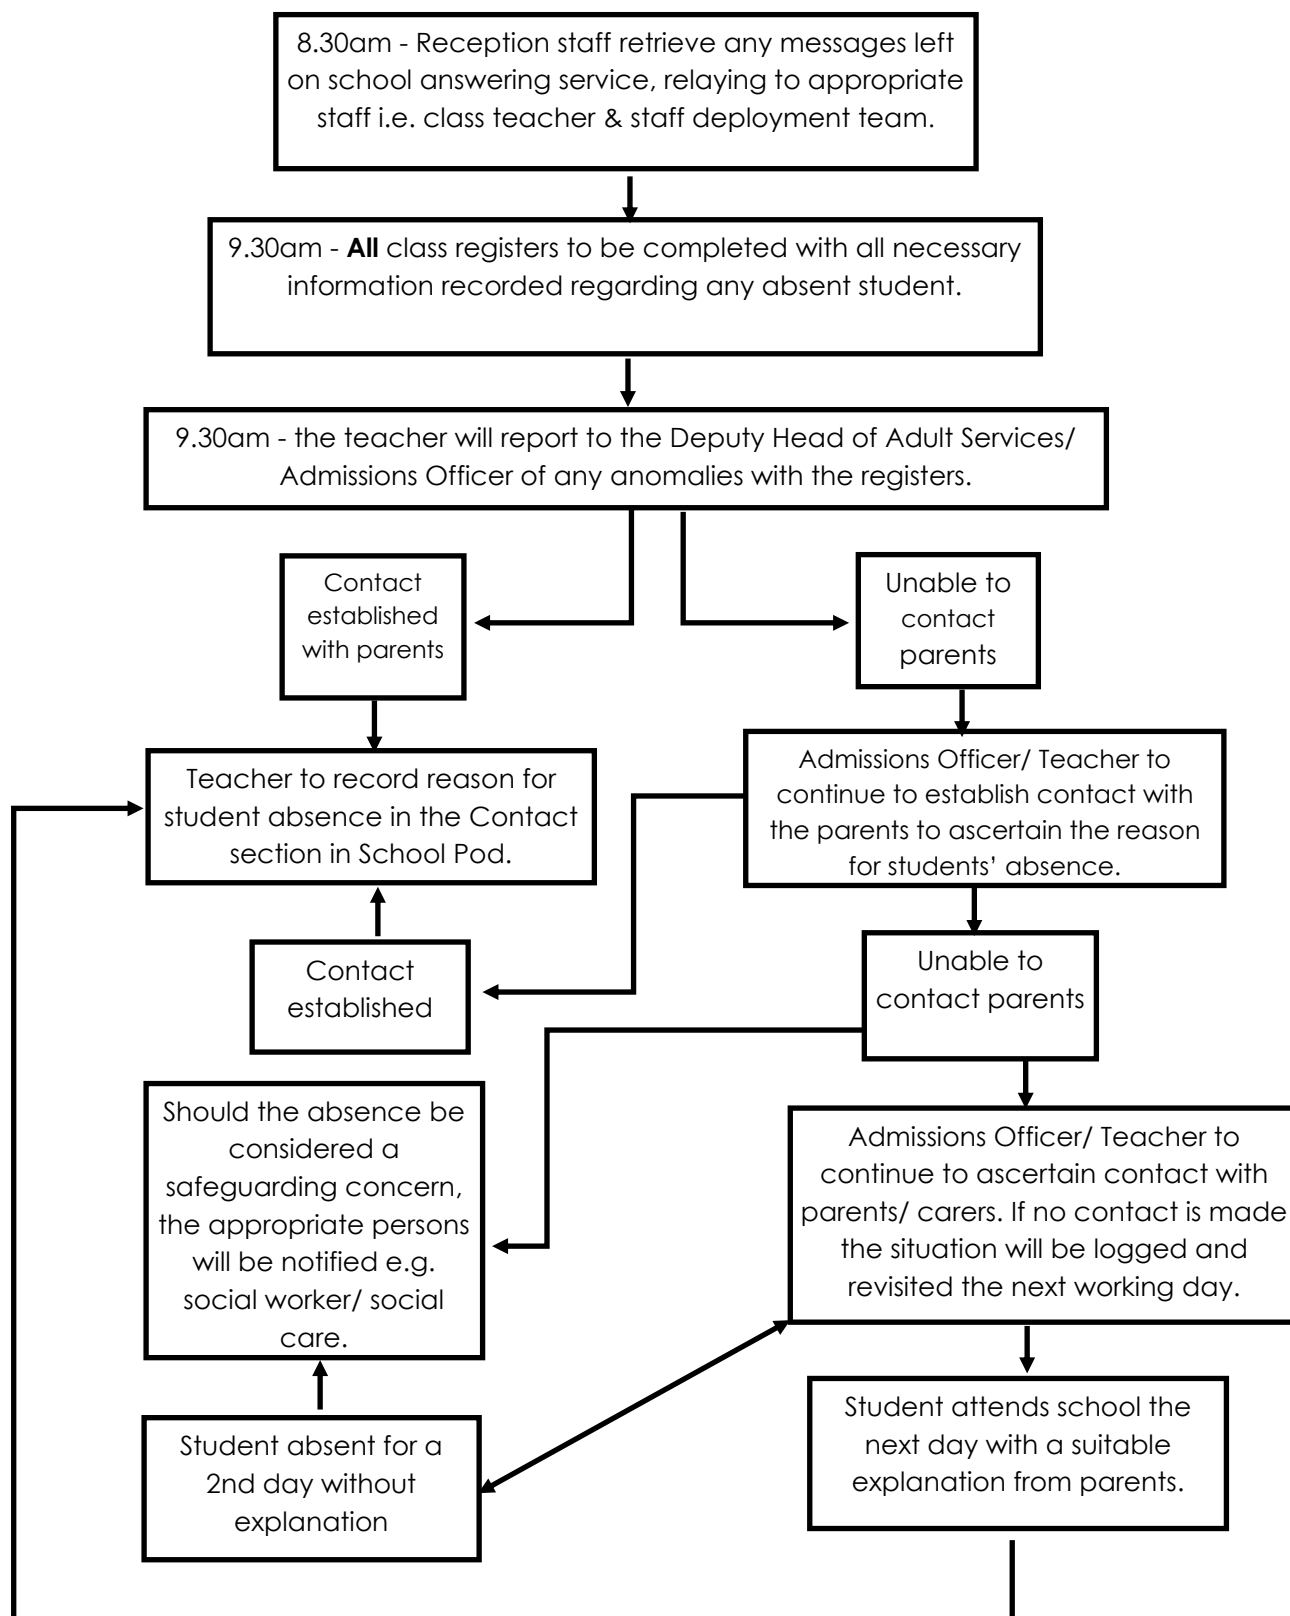 8.30am - Reception staff retrieve any messages left
on school answering service, relaying to appropriate
staff i.e. class teacher & staff deployment team.
9.30am - All class registers to be completed with all necessary
information recorded regarding any absent student.
9.30am - the teacher will report to the Deputy Head of Adult Services/
Admissions Officer of any anomalies with the registers.
Contact
established
with parents
Unable to
contact
parents
Teacher to record reason for
student absence in the Contact
section in School Pod.
Admissions Officer/ Teacher to
continue to establish contact with
the parents to ascertain the reason
for students’ absence.
Contact
established
Unable to
contact parents
Should the absence be
considered a
safeguarding concern,
the appropriate persons
will be notified e.g.
social worker/ social
care.
Admissions Officer/ Teacher to
continue to ascertain contact with
parents/ carers. If no contact is made
the situation will be logged and
revisited the next working day.
Student absent for a
2nd day without
explanation
Student attends school the
next day with a suitable
explanation from parents.